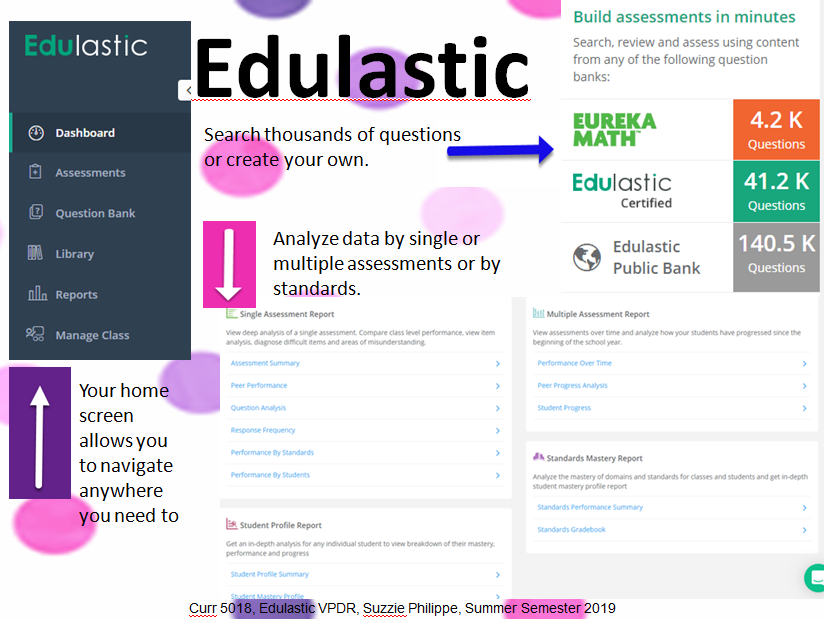 Edulastic
Dashboard
Assessments
Question Bank
Library
Reports
Manage Class
Edulastic
Search thousands of questions
or create your own.
Build assessments in minutes
Search, review and assess using content
from any of the following question
banks:
EUREKA
MATH™
4.2 K
Questions
Edulastic
Certified
41.2 K
Questions
Edulastic
Public Bank
140.5 K
Questions
Analyze data by single or
multiple assessments or by
standards.
Your home
screen
allows you
to navigate
anywhere
you need to
Single Assessment Report
View deep analysis of a single assessment. Compare class level performance, view item
analysis, diagnose difficult items and areas of misunderstanding.
Assessment Summary
Peer Performance
Question Analysis
Response Frequency
Performance By Standards
Performance By Students
Student Profile Report
Get an in-depth analysis for any individual student to view breakdown of their mastery,
performance and progress
Student Profile Summary
Student Mastery Profile
Multiple Assessment Report
View assessments over time and analyze how your students have progressed since the
beginning of the school year.
Performance Over Time
Peer Progress Analysis
Student Progress
Standards Mastery Report
Analyze the mastery of domains and standards for classes and students and get in-depth
student mastery profile report
Standards Performance Summary
Standards Gradebook
Curr 5018, Edulastic VPDR, Suzzie Philippe, Summer Semester 2019